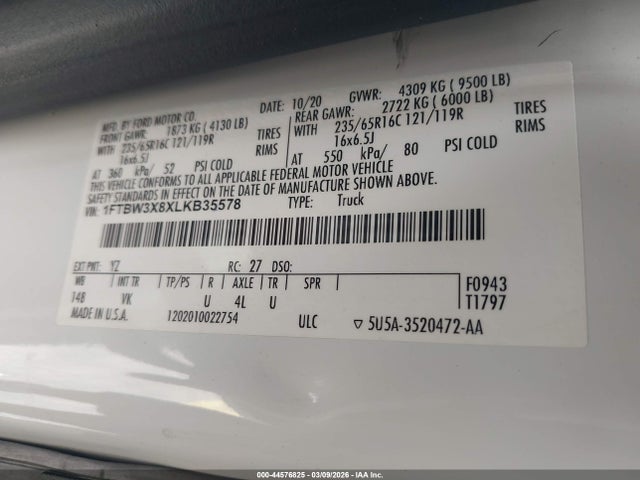 MFD. BY FORD MOTOR CO. DATE: 10/20 GVWR: 4309 KG ( 9500 LB)
FRONT GAWR: 1873 KG ( 4130 LB) REAR GAWR: 2722 KG ( 6000 LB)
WITH 235/65R16C 121/119R TIRES WITH 235/65R16C 121/119R TIRES
16x6.5J RIMS 16x6.5J RIMS
AT 360 kPa/ 52 PSI COLD AT 550 kPa/ 80 PSI COLD
THIS VEHICLE CONFORMS TO ALL APPLICABLE FEDERAL MOTOR VEHICLE
SAFETY STANDARDS IN EFFECT ON THE DATE OF MANUFACTURE SHOWN ABOVE.
VIN: 1FTBW3X8XLKB35578 TYPE: Truck
EXT PNT: YZ RC: 27 DSO:
WB INT TR TP/PS R AXLE TR SPR F0943
148 VK U 4L U T1797
MADE IN U.S.A. 1202010022754 ULC ▽ 5U5A-3520472-AA
000-44576825 - 03/09/2026 - IAA Inc.